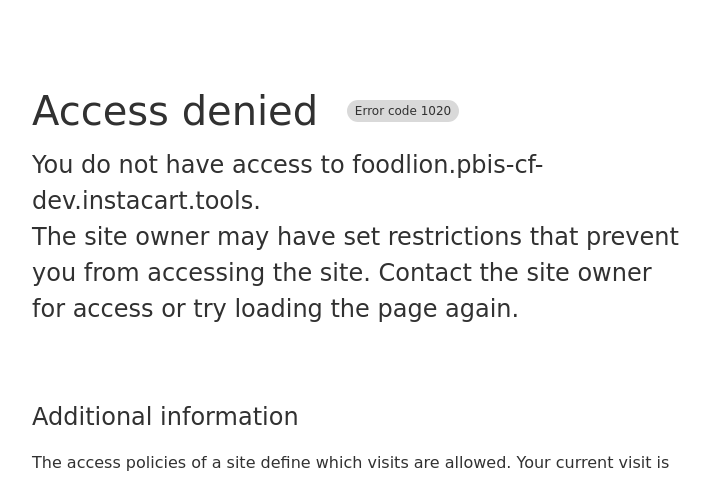 Access denied Error code 1020
You do not have access to foodlion.pbis-cf-
dev.instacart.tools.
The site owner may have set restrictions that prevent
you from accessing the site. Contact the site owner
for access or try loading the page again.
Additional information
The access policies of a site define which visits are allowed. Your current visit is